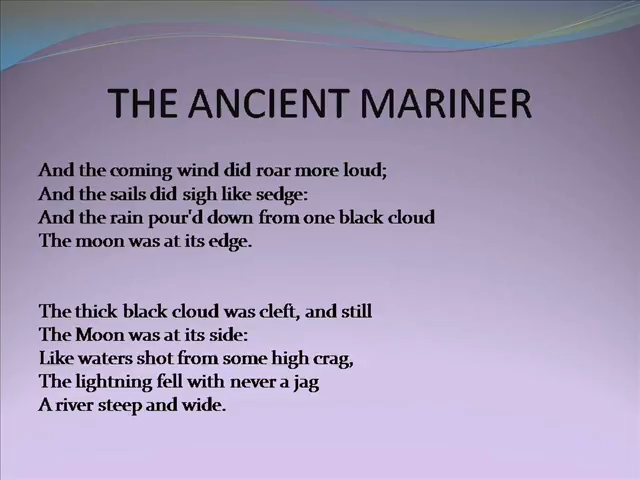 THE ANCIENT MARINER
And the coming wind did roar more loud;
And the sails did sigh like sedge:
And the rain pour'd down from one black cloud
The moon was at its edge.
The thick black cloud was cleft, and still
The Moon was at its side:
Like waters shot from some high crag,
The lightning fell with never a jag
A river steep and wide.